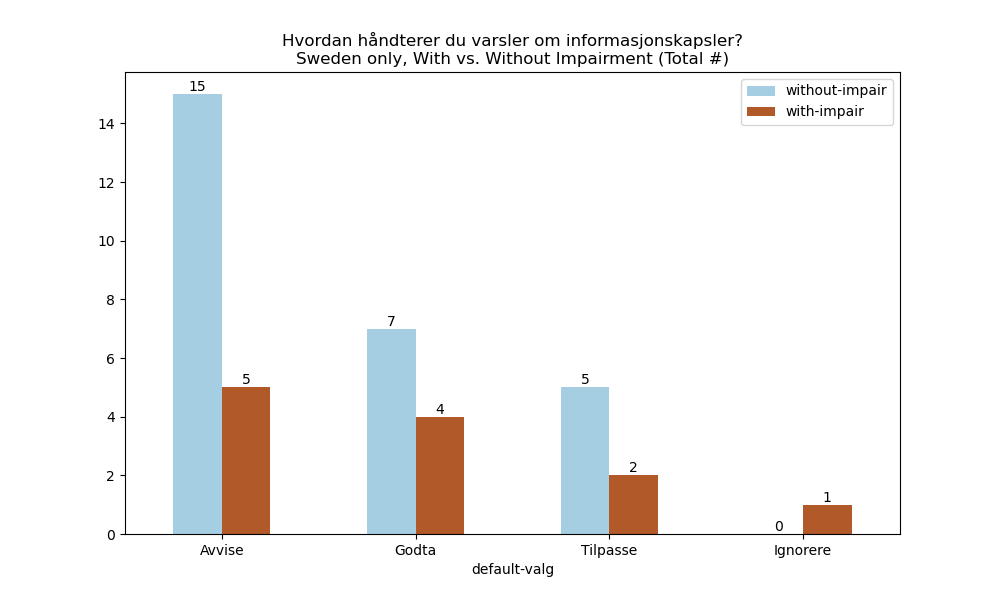 Hvordan håndterer du varsler om informasjonskapsler?
Sweden only, With vs. Without Impairment (Total #)
without-impair
with-impair
15
14
12
10
8
7
6
5
5
4
4
2
2
1
0
0
Avvise
Godta
Tilpasse
Ignorere
default-valg